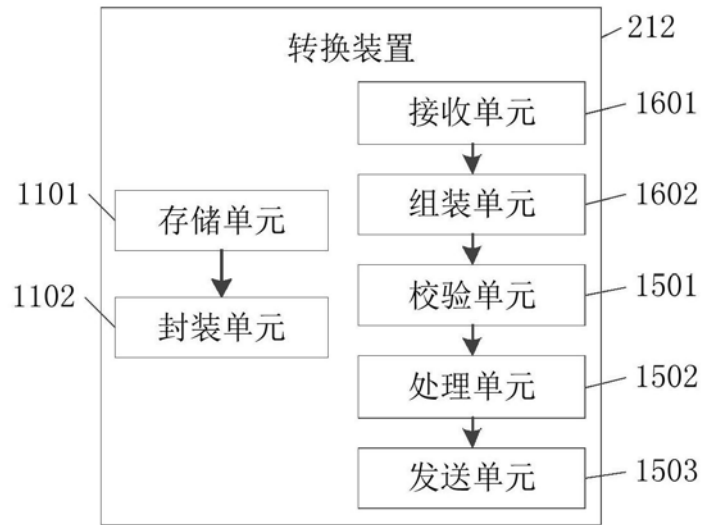 转换装置
212
接收单元
1601
组装单元
1602
1101
存储单元
校验单元
1501
1102
封装单元
处理单元
1502
发送单元
1503